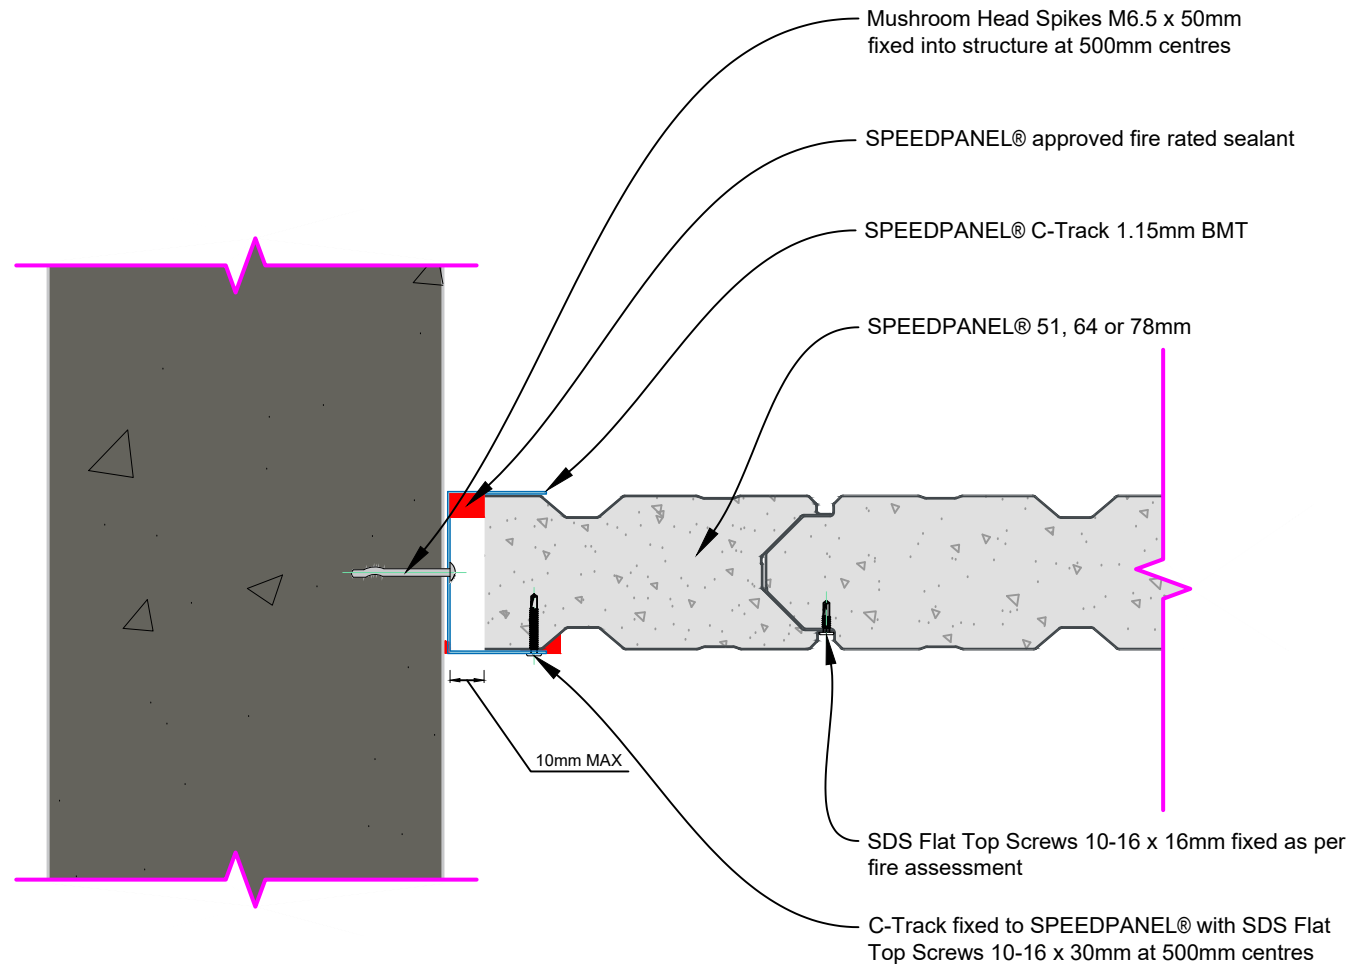 Mushroom Head Spikes M6.5 x 50mm
fixed into structure at 500mm centres
SPEEDPANEL® approved fire rated sealant
SPEEDPANEL® C-Track 1.15mm BMT
SPEEDPANEL® 51, 64 or 78mm
10mm MAX
SDS Flat Top Screws 10-16 x 16mm fixed as per
fire assessment
C-Track fixed to SPEEDPANEL® with SDS Flat
Top Screws 10-16 x 30mm at 500mm centres